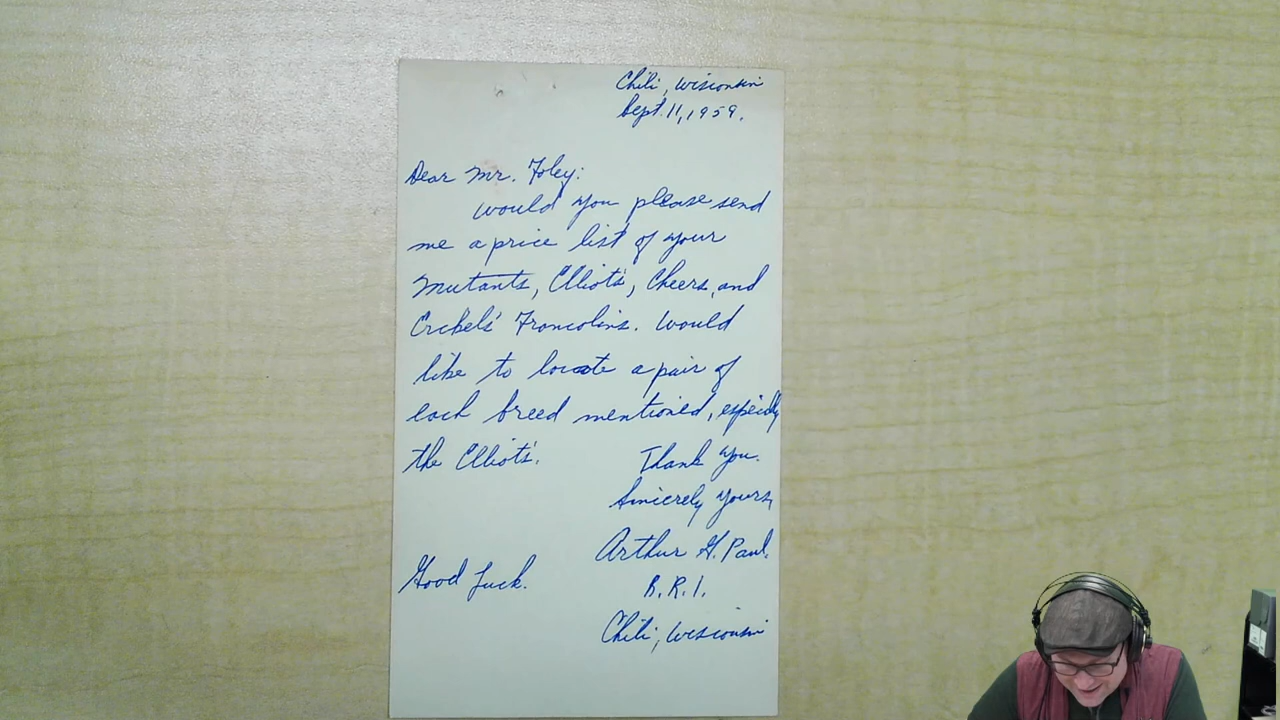 Chili, Wisconsin
Sept. 11, 1959.
Dear Mr. Foley:
Would you please send
me a price list of your
Mutants, Elliots', Cheers, and
Erckels' Francolins. Would
like to locate a pair of
each breed mentioned, especially
the Elliots'.
Thank you.
Sincerely yours,
Arthur G. Paul.
R.R.1.
Good Luck.
Chili, Wisconsin